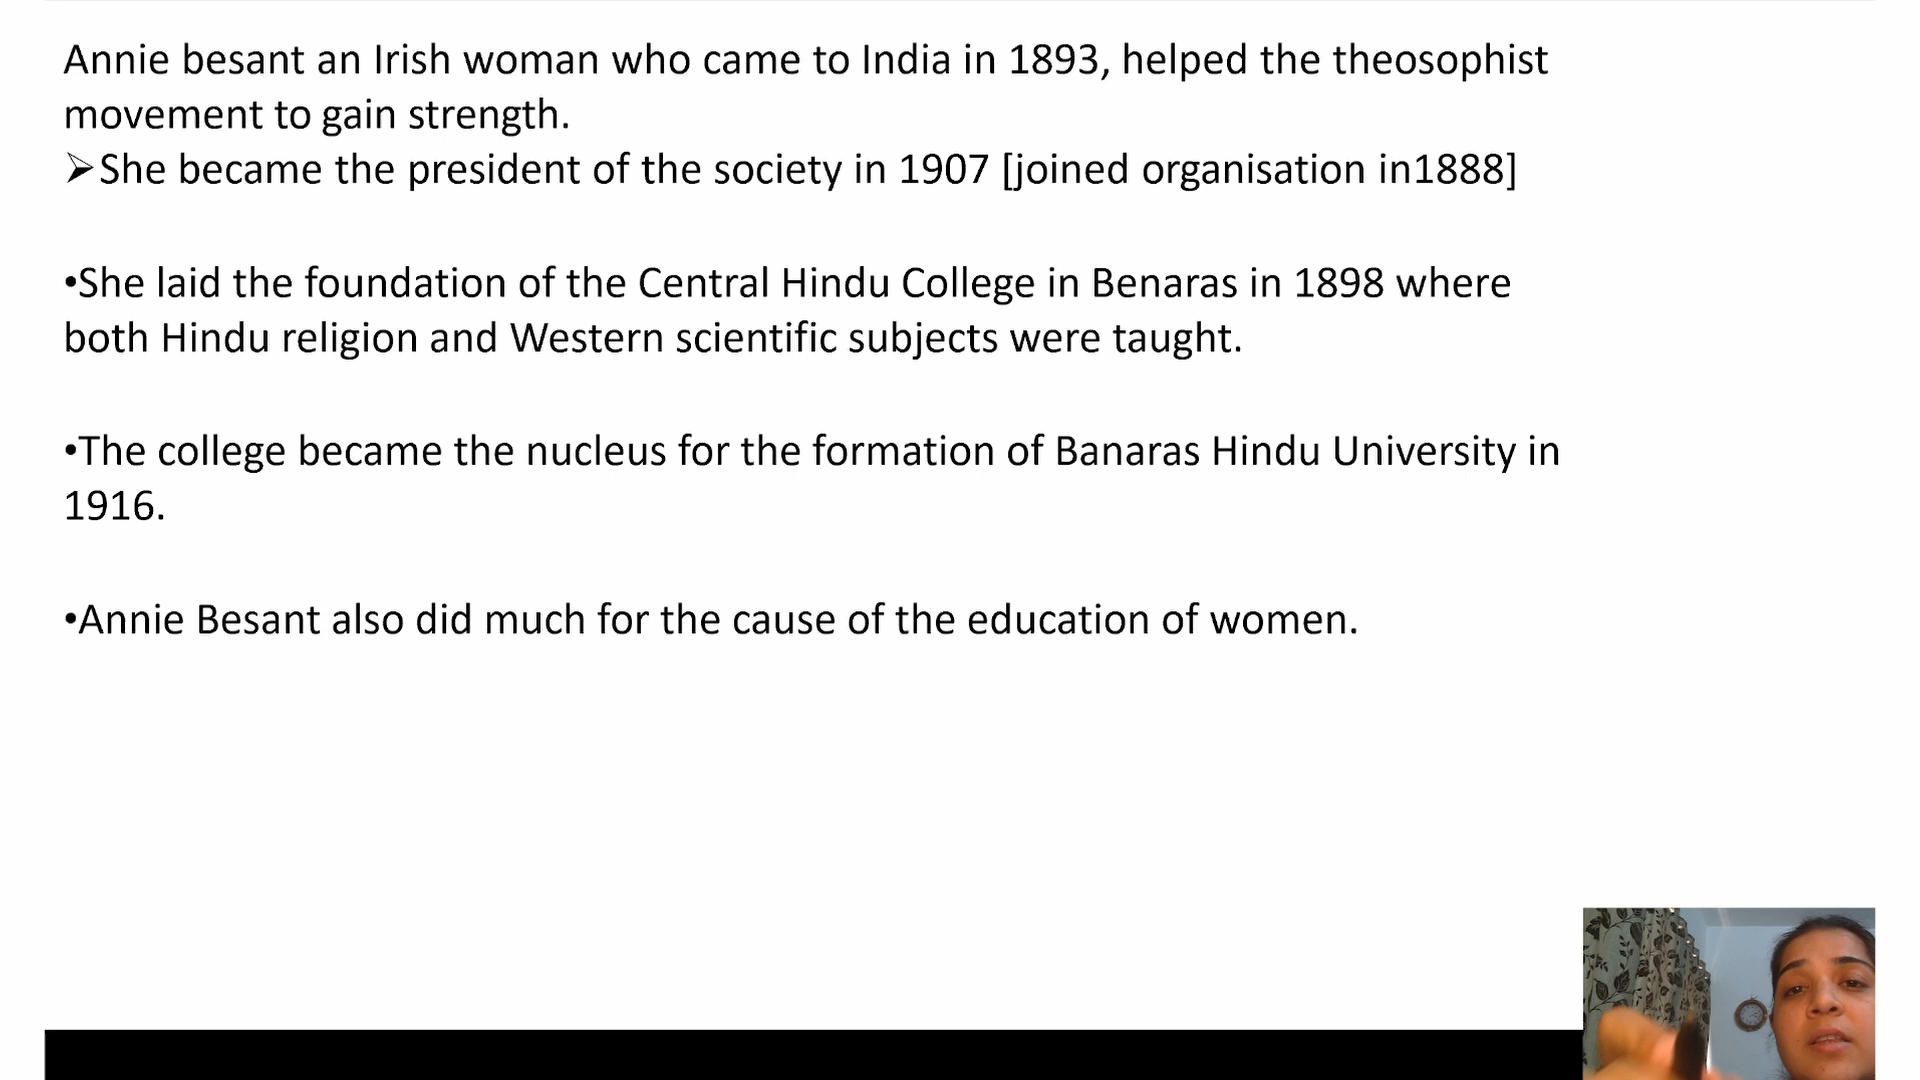 Annie besant an Irish woman who came to India in 1893, helped the theosophist
movement to gain strength.
➢She became the president of the society in 1907 [joined organisation in1888]
•She laid the foundation of the Central Hindu College in Benaras in 1898 where
both Hindu religion and Western scientific subjects were taught.
•The college became the nucleus for the formation of Banaras Hindu University in
1916.
•Annie Besant also did much for the cause of the education of women.